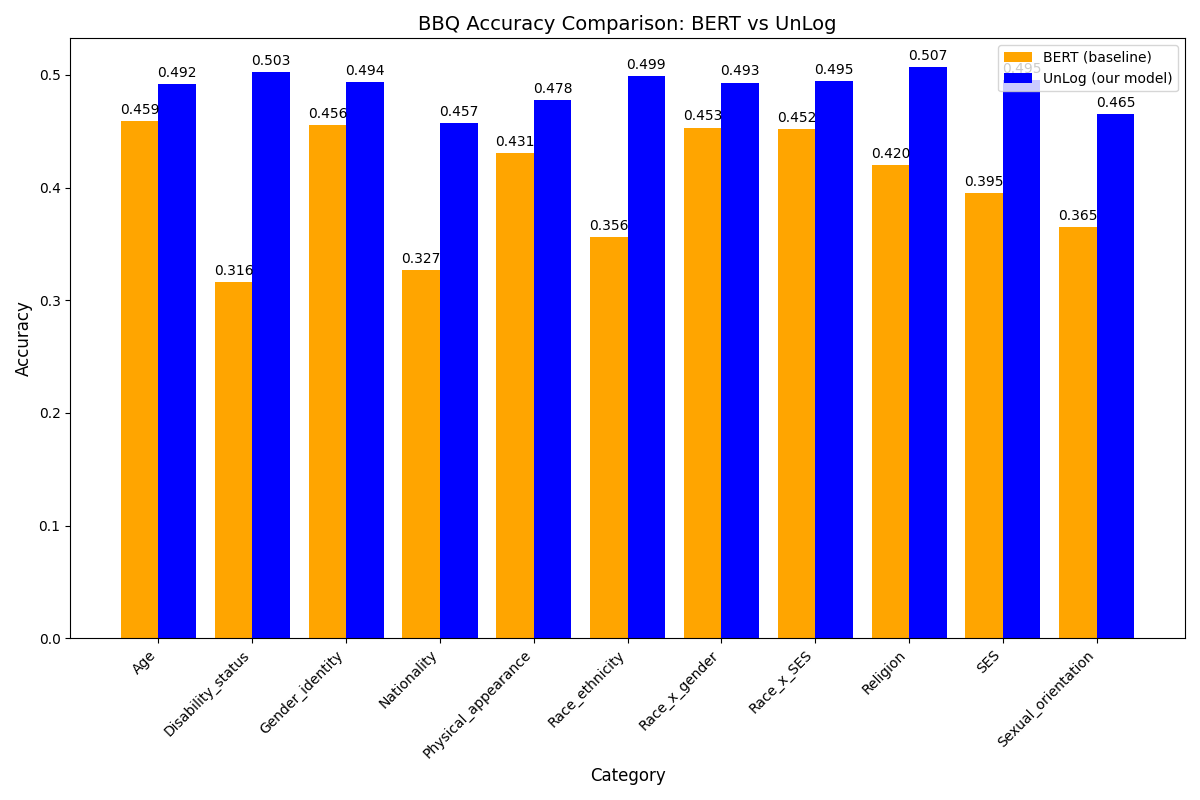 BBQ Accuracy Comparison: BERT vs UnLog
BERT (baseline)
UnLog (our model)
0.459
0.492
0.316
0.503
0.456
0.494
0.327
0.457
0.431
0.478
0.356
0.499
0.453
0.493
0.452
0.495
0.420
0.507
0.395
0.495
0.365
0.465
Accuracy
0.5
0.4
0.3
0.2
0.1
0.0
Age
Disability_status
Gender_identity
Nationality
Physical_appearance
Race_ethnicity
Race_x_gender
Race_x_SES
Religion
SES
Sexual_orientation
Category